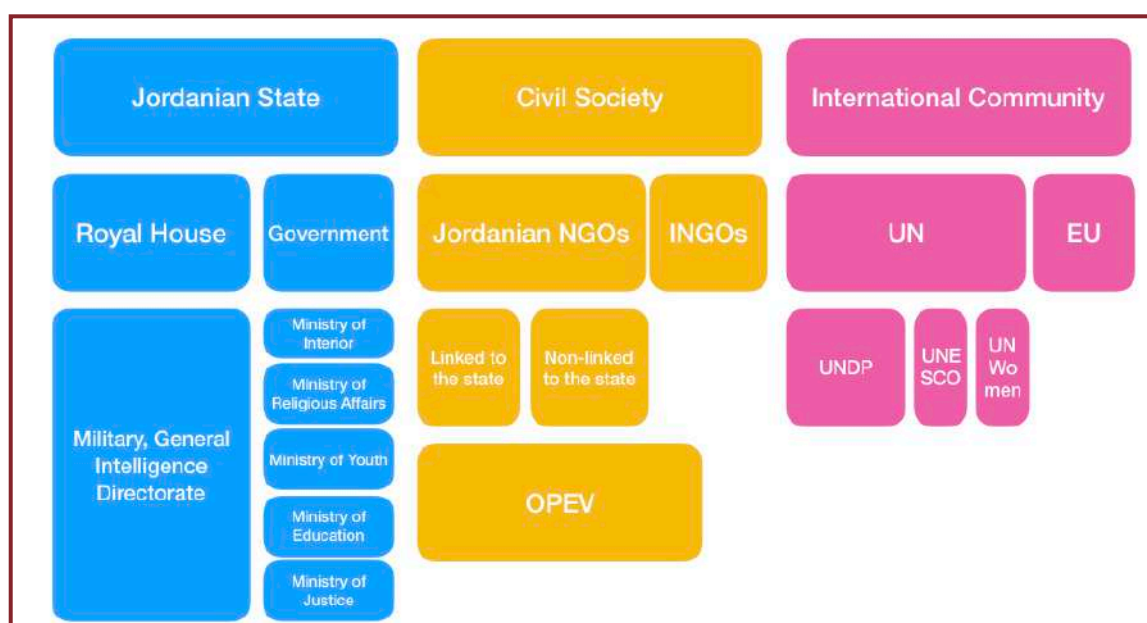 Jordanian State
Civil Society
International Community
Royal House
Government
Jordanian NGOs
INGOs
UN
EU
Military, General
Intelligence
Directorate
Ministry of
Interior
Ministry of
Religious Affairs
Ministry of Youth
Ministry of
Education
Ministry of
Justice
Linked to
the state
Non-linked
to the state
OPEV
UNDP
UNE
SCO
UN
Wo
men